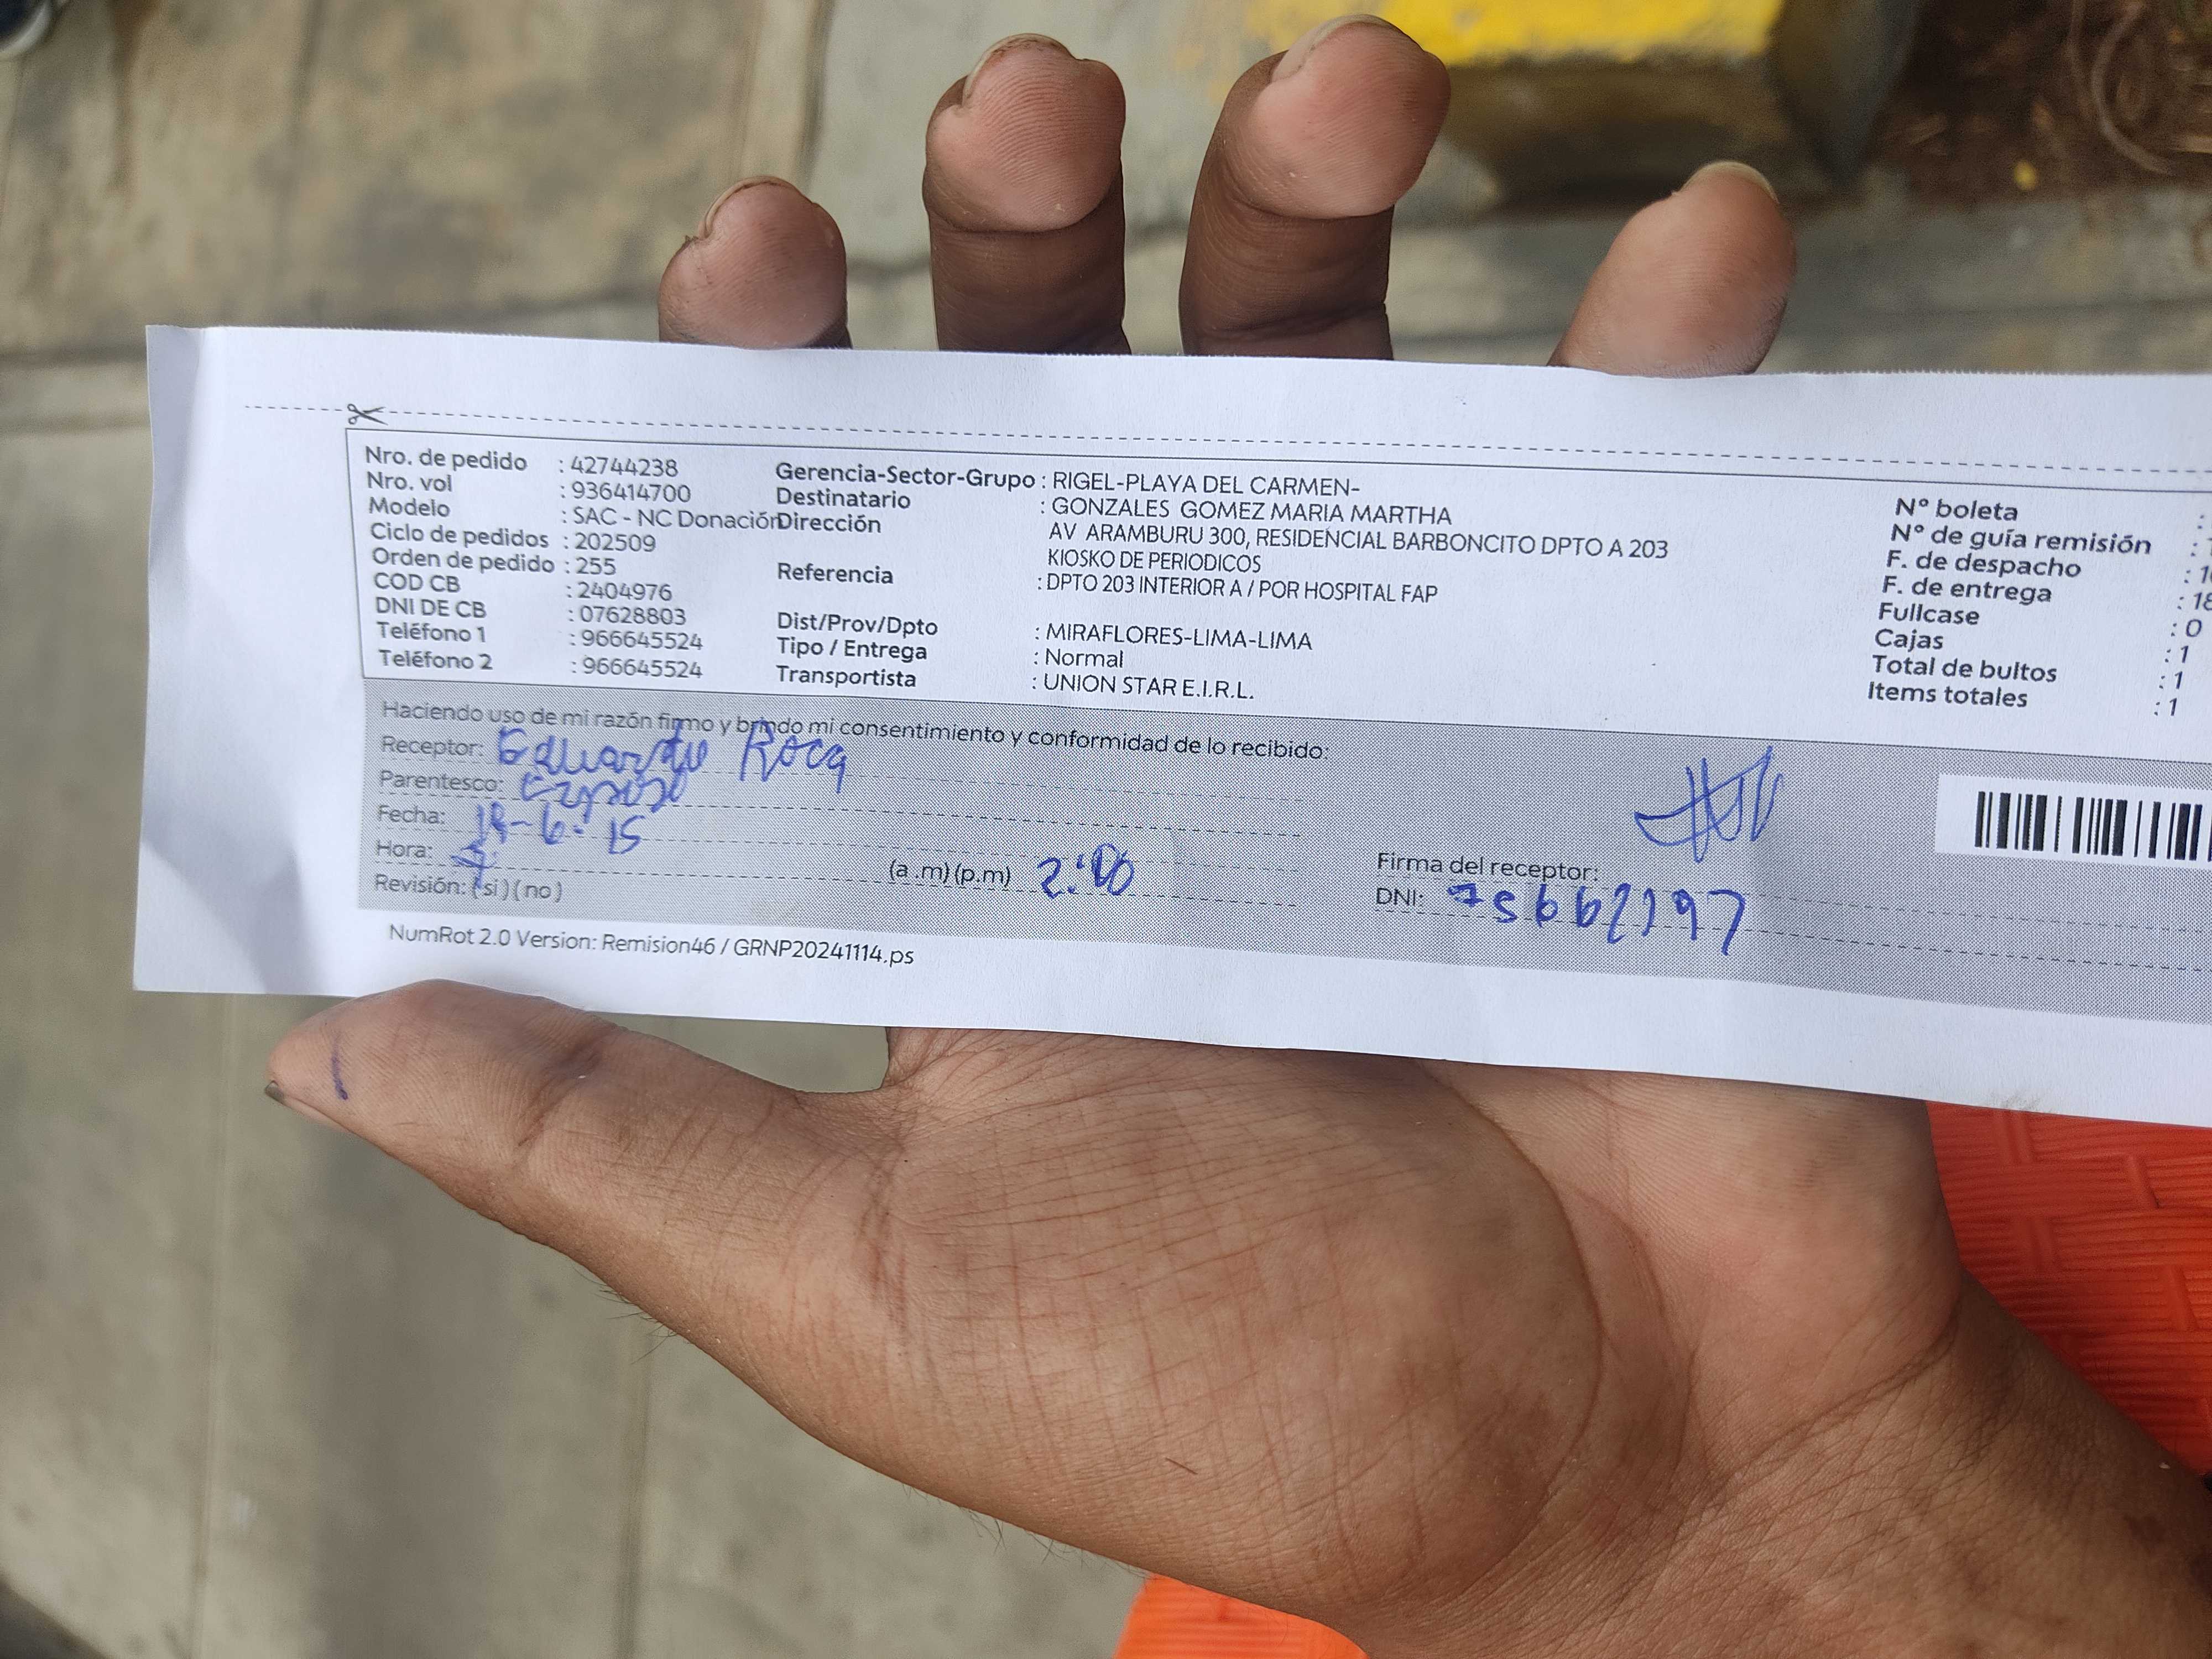 Nro. de pedido : 42744238
Nro. vol : 936414700
Modelo : SAC - NC Donación
Ciclo de pedidos : 202509
Orden de pedido : 255
COD CB : 2404976
DNI DE CB : 07628803
Teléfono 1 : 966645524
Teléfono 2 : 966645524
Gerencia-Sector-Grupo : RIGEL-PLAYA DEL CARMEN-
Destinatario : GONZALES GOMEZ MARIA MARTHA
Dirección AV ARAMBURU 300, RESIDENCIAL BARBONCITO DPTO A 203
KIOSKO DE PERIODICOS
Referencia : DPTO 203 INTERIOR A / POR HOSPITAL FAP
Dist/Prov/Dpto : MIRAFLORES-LIMA-LIMA
Tipo / Entrega : Normal
Transportista : UNION STAR E.I.R.L.
N° boleta :
N° de guía remisión :
F. de despacho :
F. de entrega : 18
Fullcase : 0
Cajas : 1
Total de bultos : 1
Items totales : 1
Haciendo uso de mi razón firmo y brindo mi consentimiento y conformidad de lo recibido:
Receptor: Eduardo Roca
Parentesco: Esposo
Fecha: 18-6-15
Hora: (a.m) (p.m) 2:00
Revisión: (si) (no)
Firma del receptor:
DNI:
NumRot 2.0 Version: Remision46 / GRNP20241114.ps